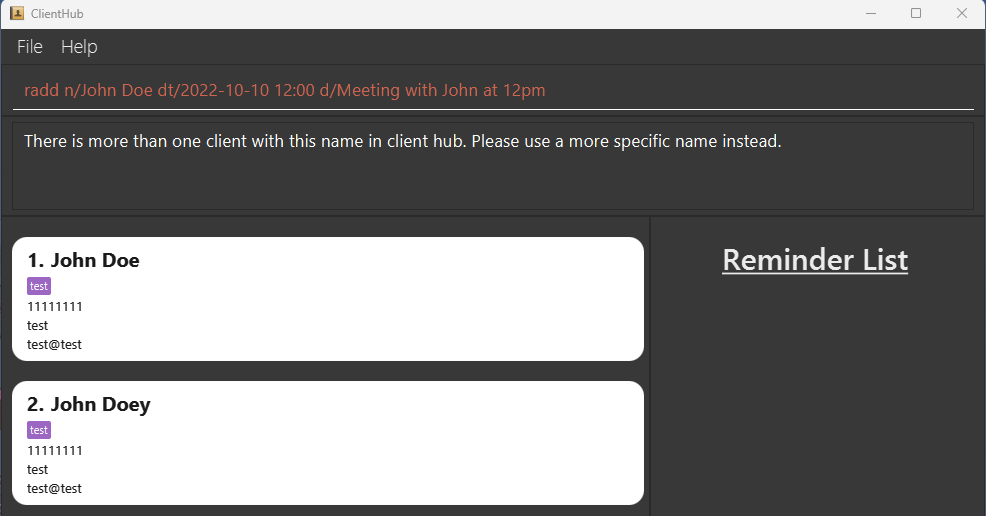 ClientHub
File Help
radd n/John Doe dt/2022-10-10 12:00 d/Meeting with John at 12pm
There is more than one client with this name in client hub. Please use a more specific name instead.
1. John Doe
test
11111111
test
test@test
2. John Doey
test
11111111
test
test@test
Reminder List